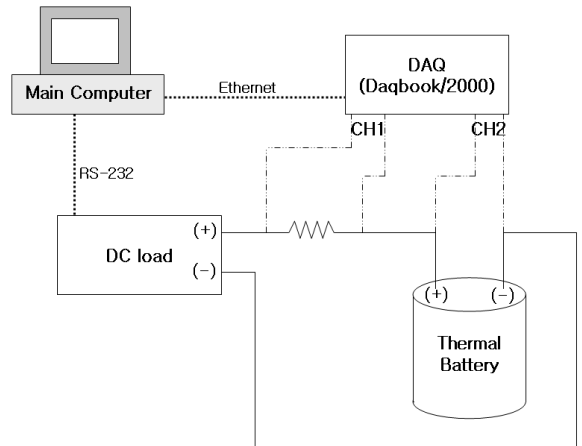 DAQ
(Daqbook/2000)
Main Computer
Ethernet
CH1
CH2
RS-232
(+)
DC load
(-)
(+)
(-)
Thermal
Battery